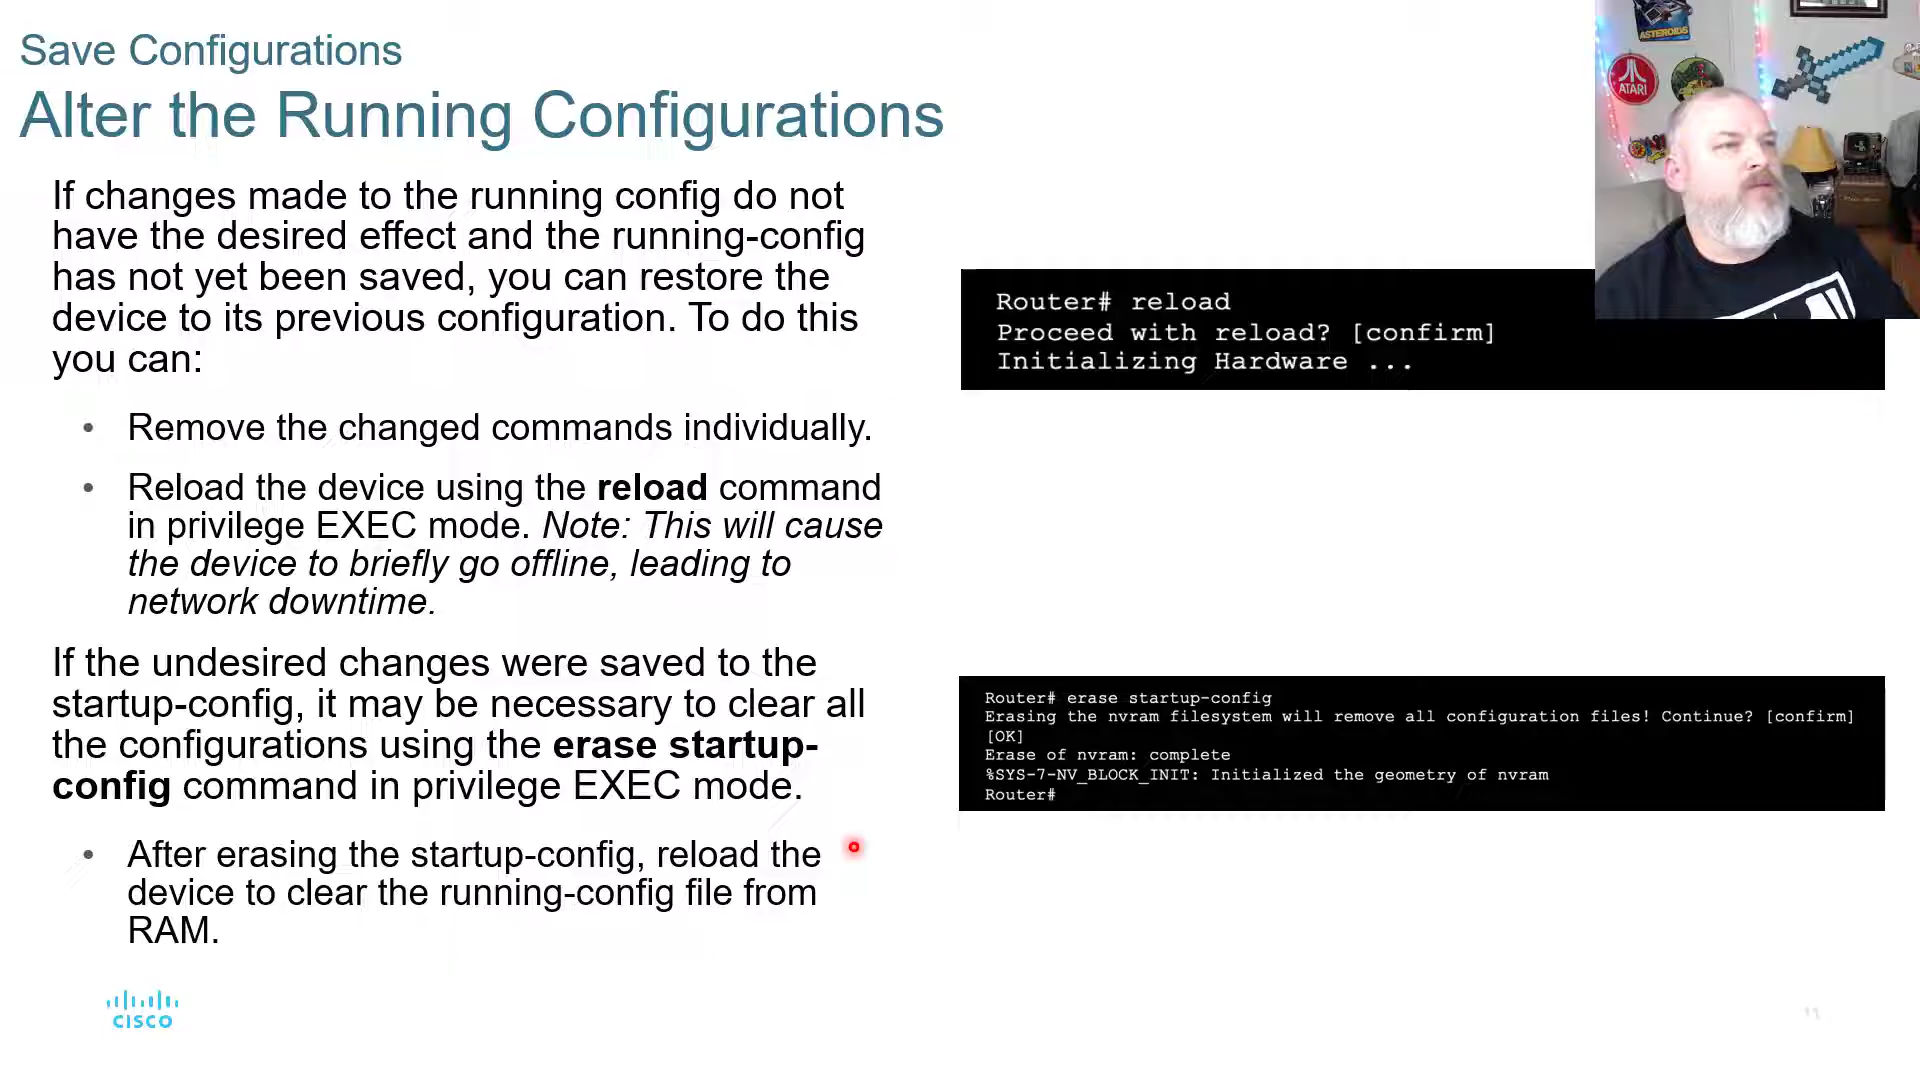 Save Configurations
Alter the Running Configurations
If changes made to the running config do not
have the desired effect and the running-config
has not yet been saved, you can restore the
device to its previous configuration. To do this
you can:
• Remove the changed commands individually.
• Reload the device using the reload command
in privilege EXEC mode. Note: This will cause
the device to briefly go offline, leading to
network downtime.
If the undesired changes were saved to the
startup-config, it may be necessary to clear all
the configurations using the erase startup-
config command in privilege EXEC mode.
• After erasing the startup-config, reload the
device to clear the running-config file from
RAM.
Router# reload
Proceed with reload? [confirm]
Initializing Hardware ...
Router# erase startup-config
Erasing the nvram filesystem will remove all configuration files! Continue? [confirm]
[OK]
Erase of nvram: complete
%SYS-7-NV_BLOCK_INIT: Initialized the geometry of nvram
Router#
ASTEROIDS
ATARI
CISCO
11